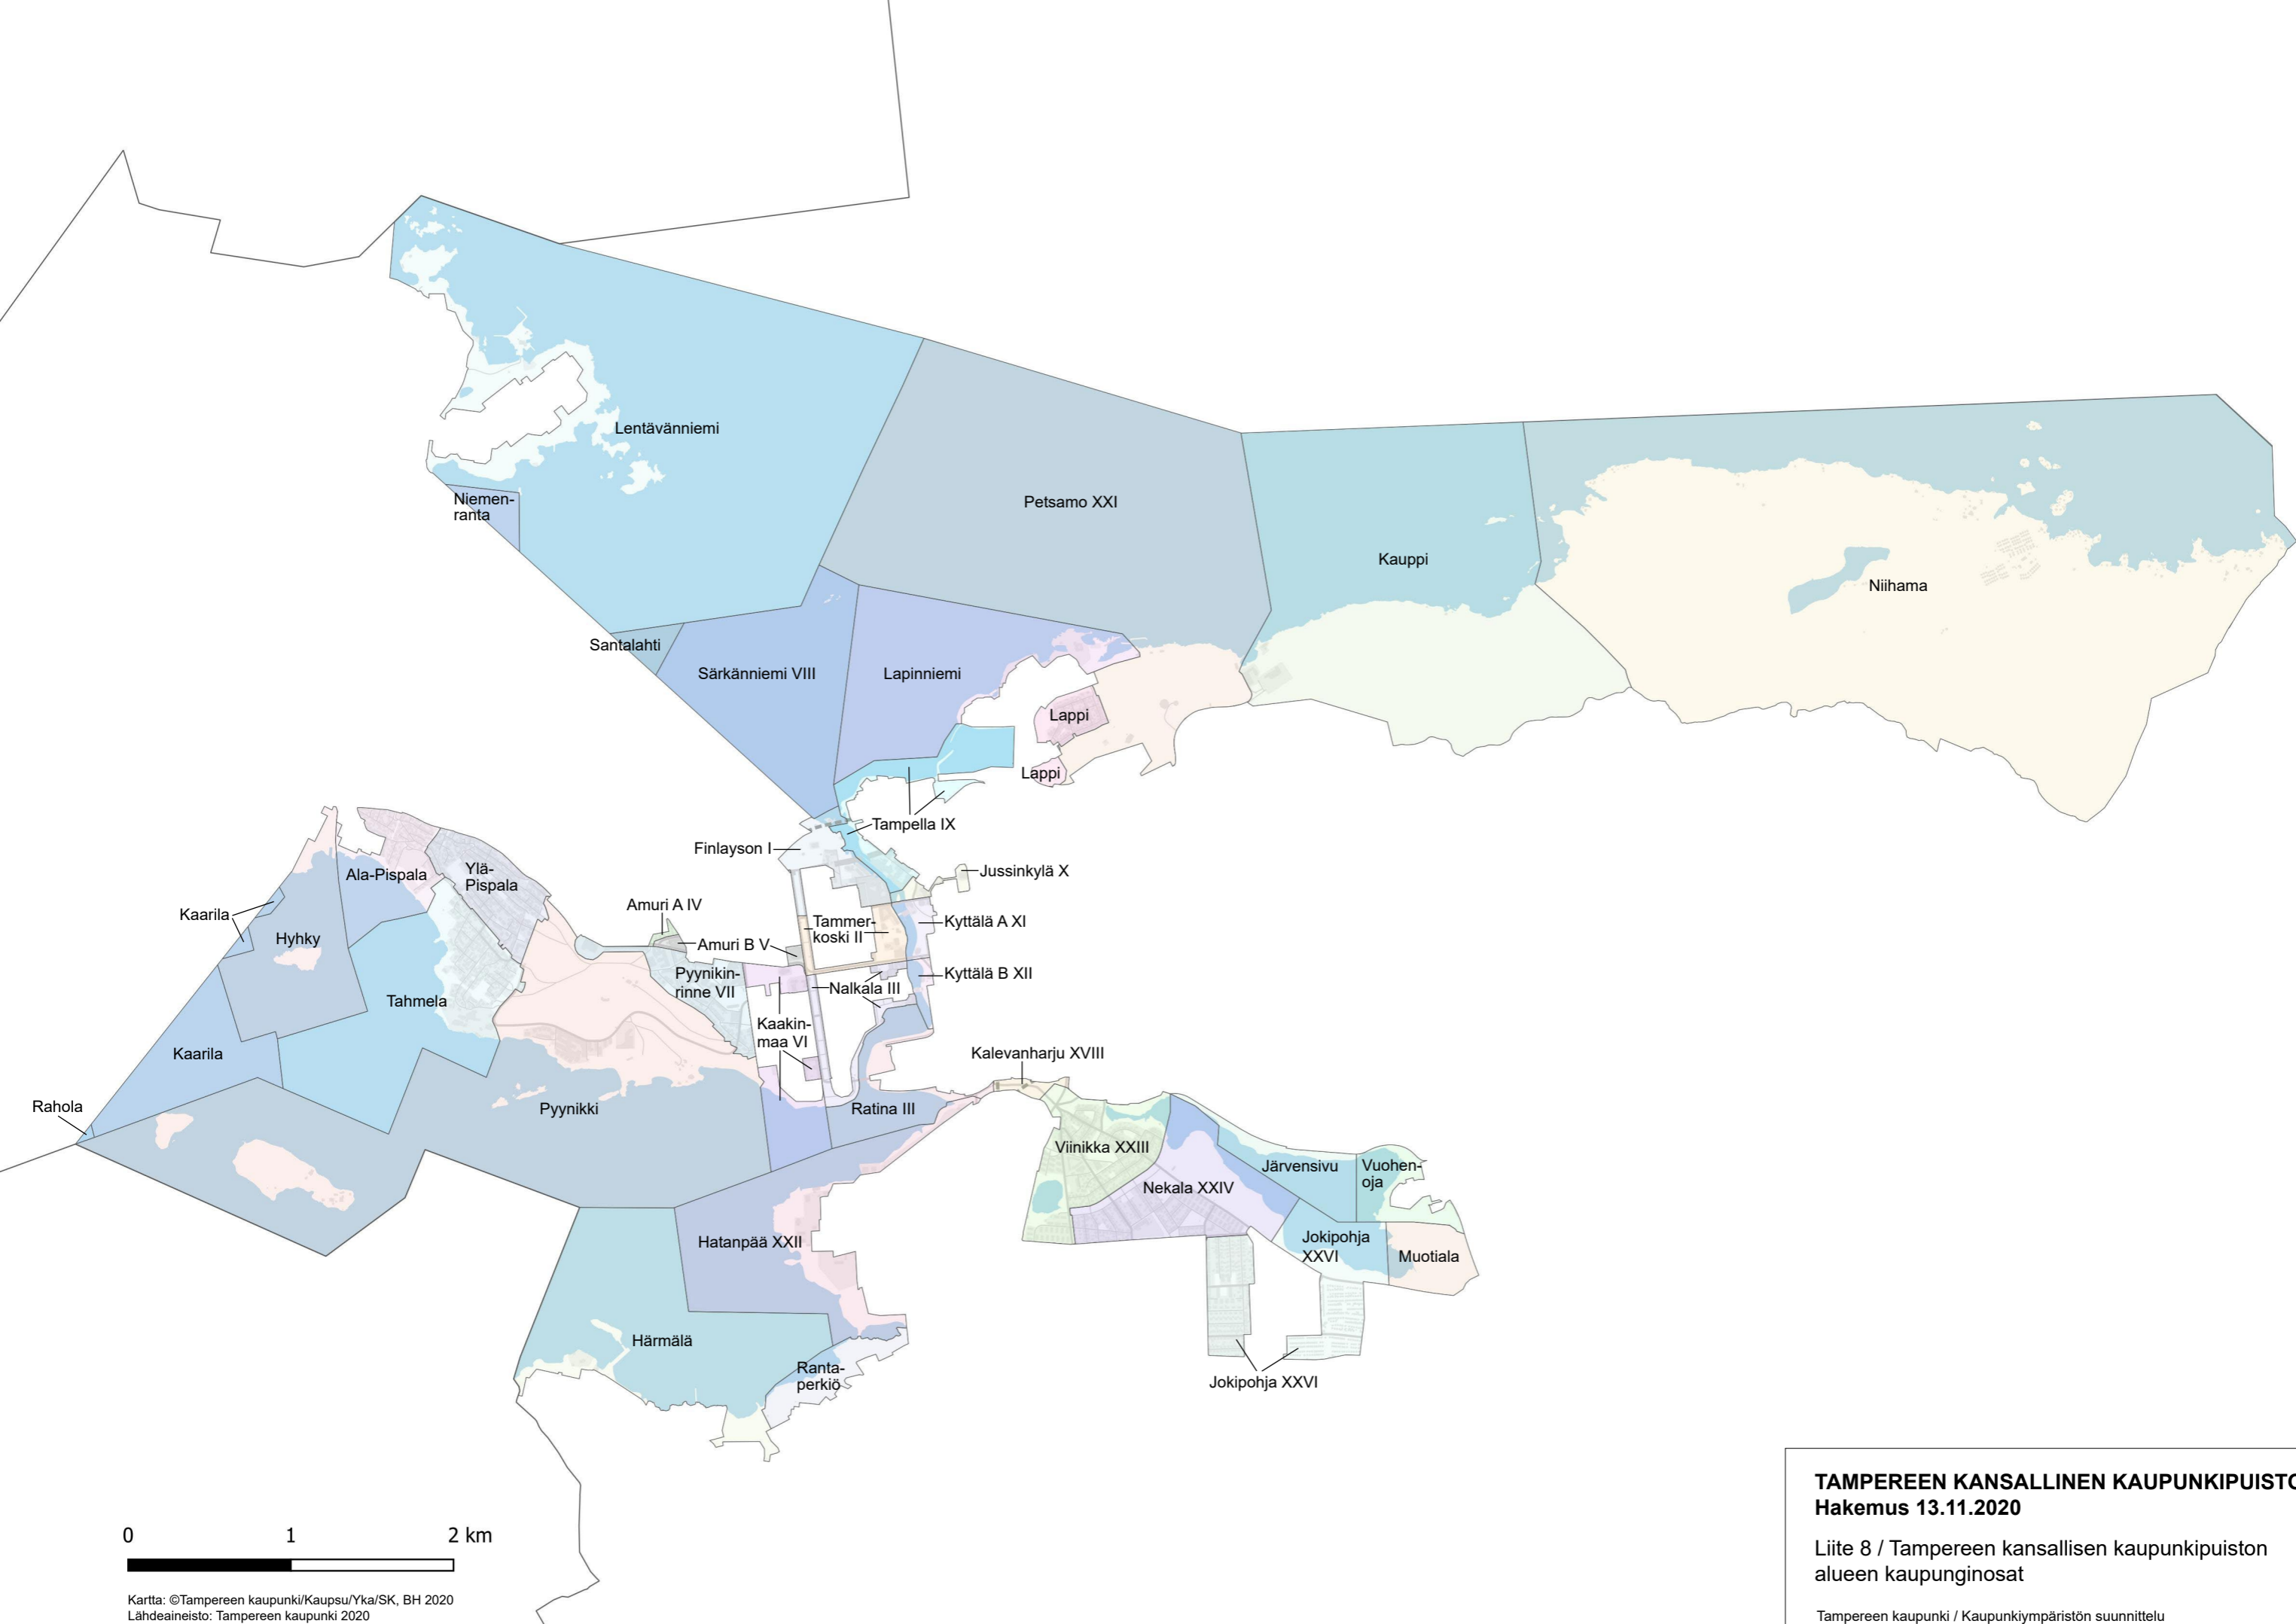 Lentävänniemi
Niemen-
ranta
Petsamo XXI
Kauppi
Niihama
Santalahti
Särkänniemi VIII
Lapinniemi
Lappi
Lappi
Tampella IX
Finlayson I
Jussinkylä X
Ala-Pispala
Ylä-
Pispala
Kaarila
Hyhky
Amuri A IV
Amuri B V
Tammer-
koski II
Kyttälä A XI
Kyttälä B XII
Pyynikin-
rinne VII
Nalkala III
Tahmela
Kaakin-
maa VI
Kaarila
Kalevanharju XVIII
Rahola
Pyynikki
Ratina III
Viinikka XXIII
Järvensivu
Vuohen-
oja
Nekala XXIV
Hatanpää XXII
Jokipohja
XXVI
Muotiala
Härmälä
Ranta-
perkiö
Jokipohja XXVI
0 1 2 km
Kartta: ©Tampereen kaupunki/Kaupsu/Yka/SK, BH 2020
Lähdeaineisto: Tampereen kaupunki 2020
TAMPEREEN KANSALLINEN KAUPUNKIPUISTO
Hakemus 13.11.2020
Liite 8 / Tampereen kansallisen kaupunkipuiston
alueen kaupunginosat
Tampereen kaupunki / Kaupunkiympäristön suunnittelu